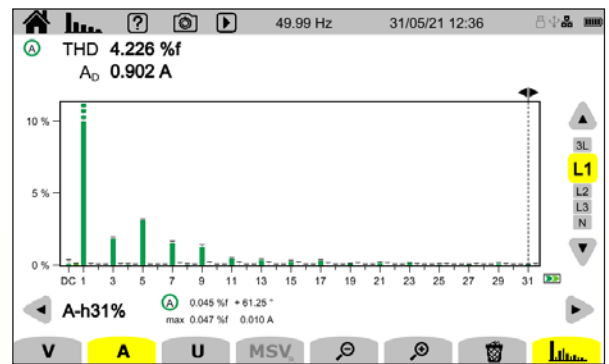 ? 49.99 Hz 31/05/21 12:36
A THD 4.226 %f
AD 0.902 A
10 %
3L
L1
5 %
L2
L3
N
0 %
DC 1 3 5 7 9 11 13 15 17 19 21 23 25 27 29 31
A-h31% A 0.045 %f +61.25 °
max 0.047 %f 0.010 A
V A U MSV